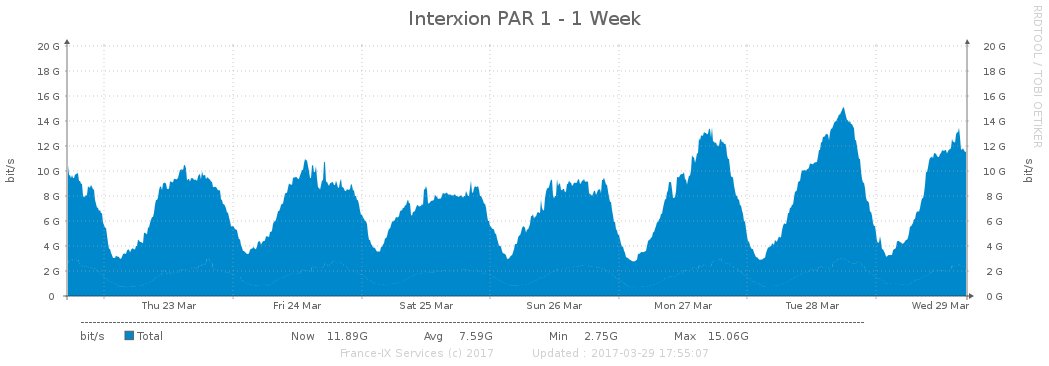 Interxion PAR 1 - 1 Week
RRDTOOL / TOBI OETIKER
bit/s
20 G 20 G
18 G 18 G
16 G 16 G
14 G 14 G
12 G 12 G
10 G 10 G
8 G 8 G
6 G 6 G
4 G 4 G
2 G 2 G
0 0 G
bit/s
Thu 23 Mar Fri 24 Mar Sat 25 Mar Sun 26 Mar Mon 27 Mar Tue 28 Mar Wed 29 Mar
bit/s Total Now 11.89G Avg 7.59G Min 2.75G Max 15.06G
France-IX Services (c) 2017 Updated : 2017-03-29 17:55:07